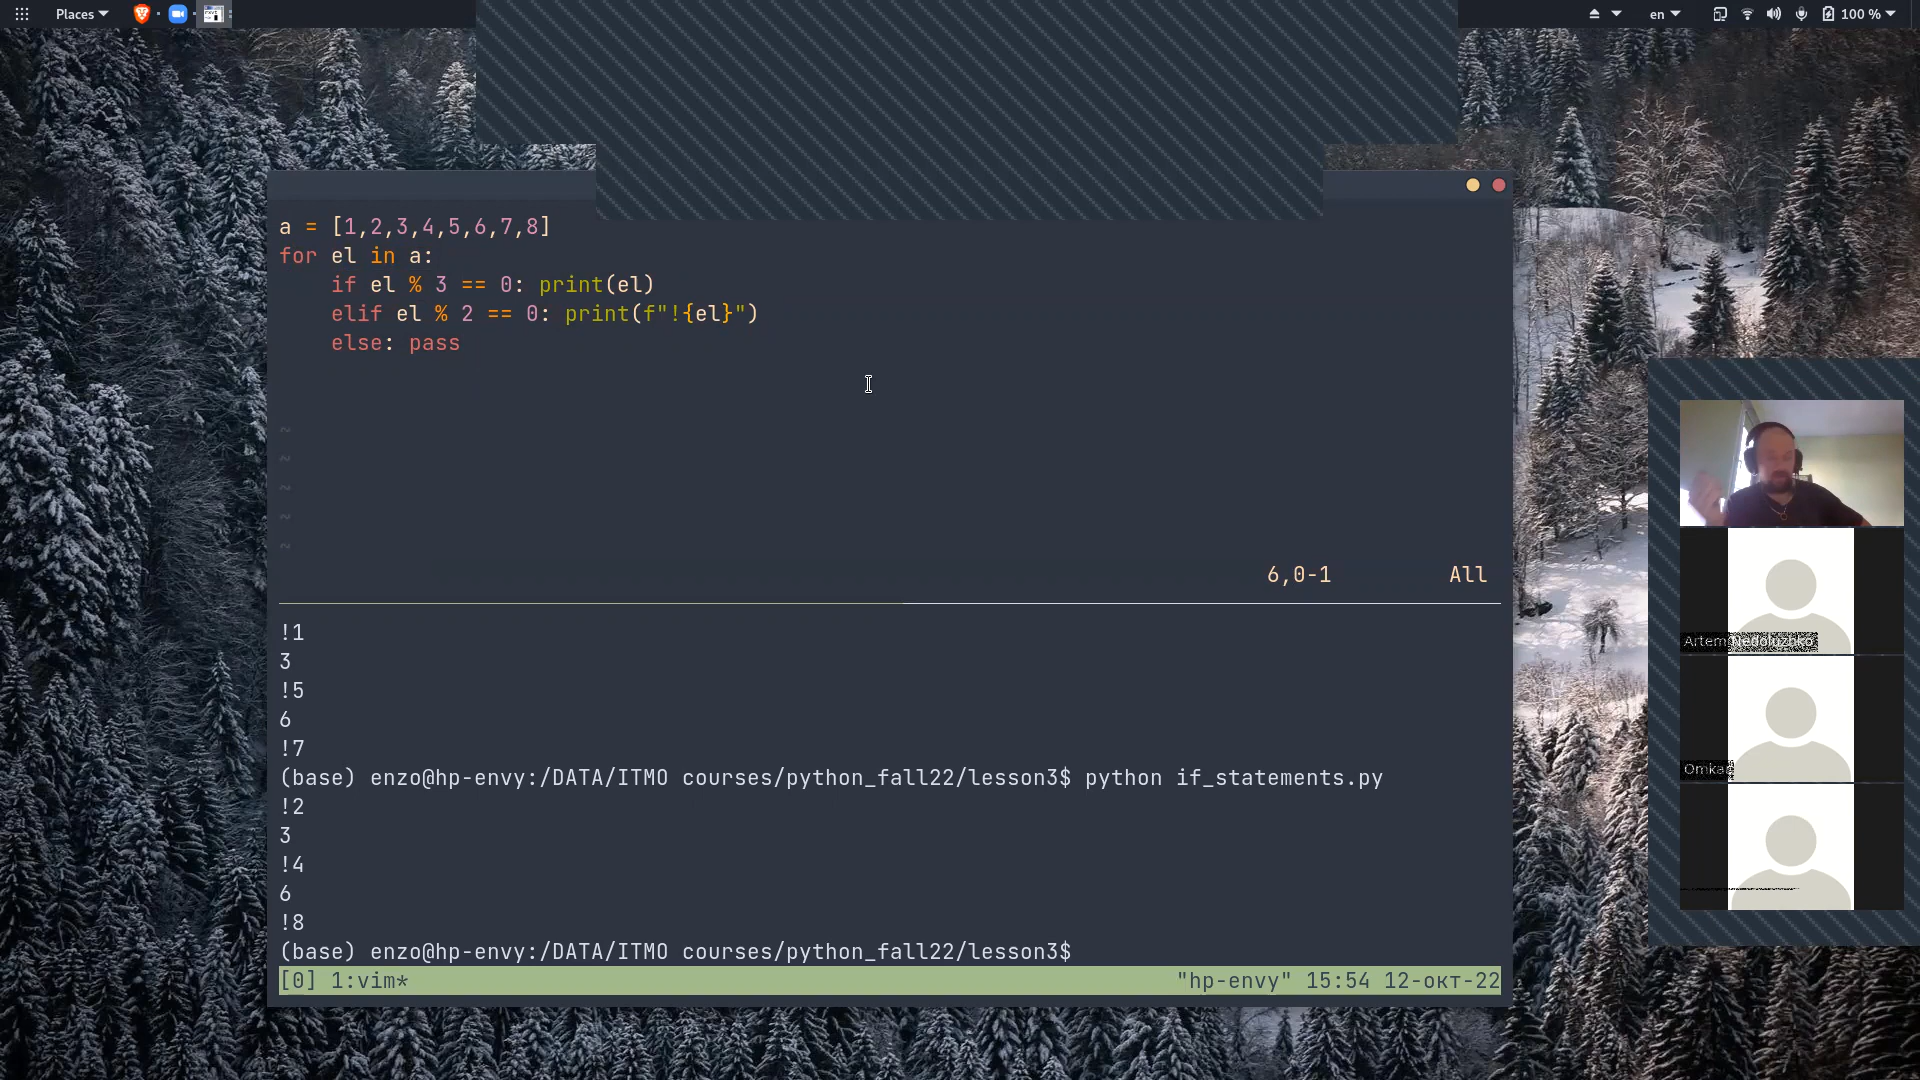 Places
en
100 %
a = [1,2,3,4,5,6,7,8]
for el in a:
    if el % 3 == 0: print(el)
    elif el % 2 == 0: print(f"!{el}")
    else: pass
~
~
~
~
~
6,0-1 All
!1
3
!5
6
!7
(base) enzo@hp-envy:/DATA/ITMO courses/python_fall22/lesson3$ python if_statements.py
!2
3
!4
6
!8
(base) enzo@hp-envy:/DATA/ITMO courses/python_fall22/lesson3$
[0] 1:vim* "hp-envy" 15:54 12-окт-22
Artem Nedoluzhko